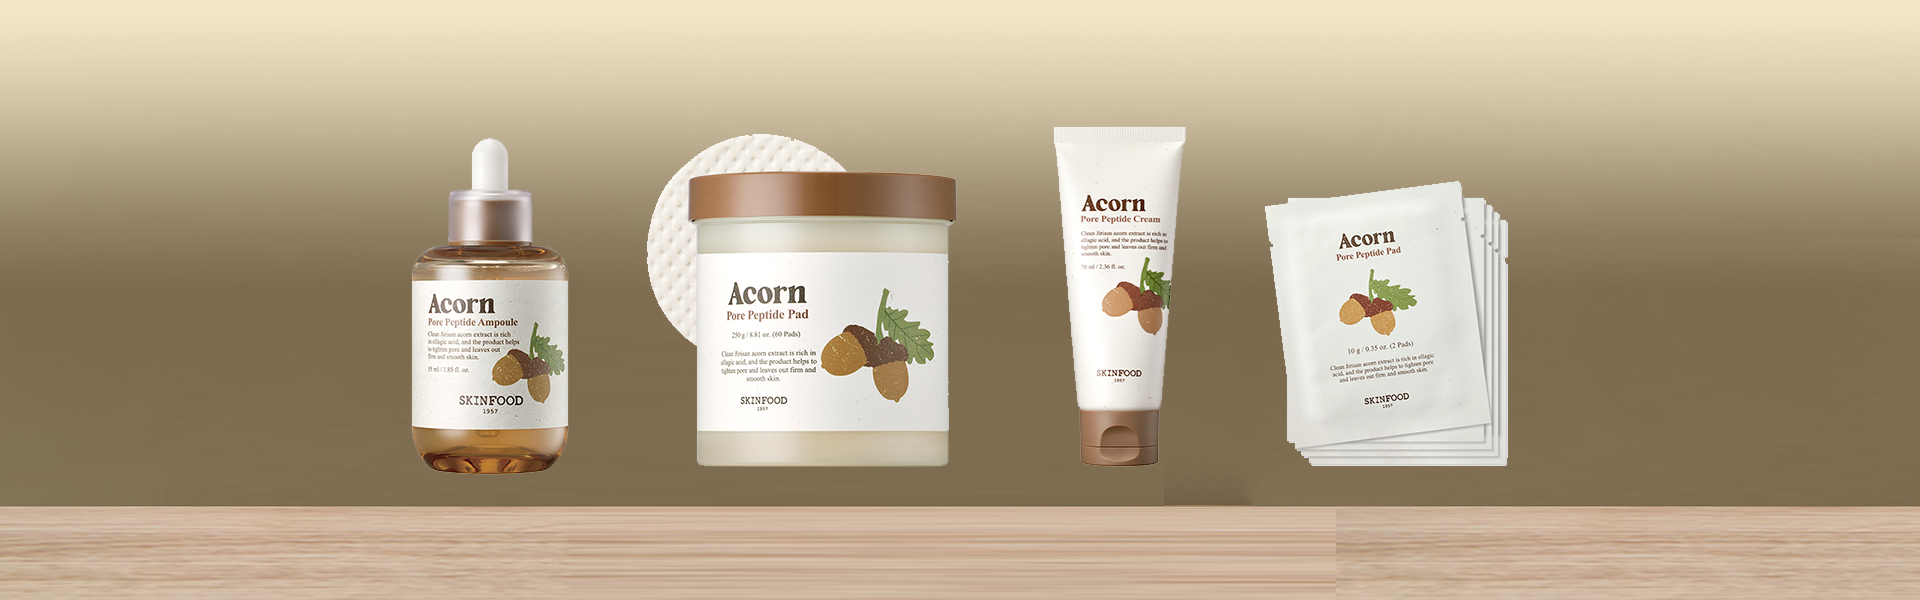 Acorn
Pore Peptide Ampoule
Clean Jirisan acorn extract is rich
in ellagic acid, and the product helps
to tighten pore and leaves out
firm and smooth skin.
55 ml / 1.85 fl. oz.
SKINFOOD
1957
Acorn
Pore Peptide Pad
250 g / 8.81 oz. (60 Pads)
Clean Jirisan acorn extract is rich in
ellagic acid, and the product helps to
tighten pore and leaves out firm and
smooth skin.
SKINFOOD
1957
Acorn
Pore Peptide Cream
Clean Jirisan acorn extract is rich in
ellagic acid, and the product helps to
tighten pore and leaves out firm and
smooth skin.
70 ml / 2.36 fl. oz.
SKINFOOD
1957
Acorn
Pore Peptide Pad
10 g / 0.35 oz. (2 Pads)
Clean Jirisan acorn extract is rich in ellagic
acid, and the product helps to tighten pore
and leaves out firm and smooth skin.
SKINFOOD
1957